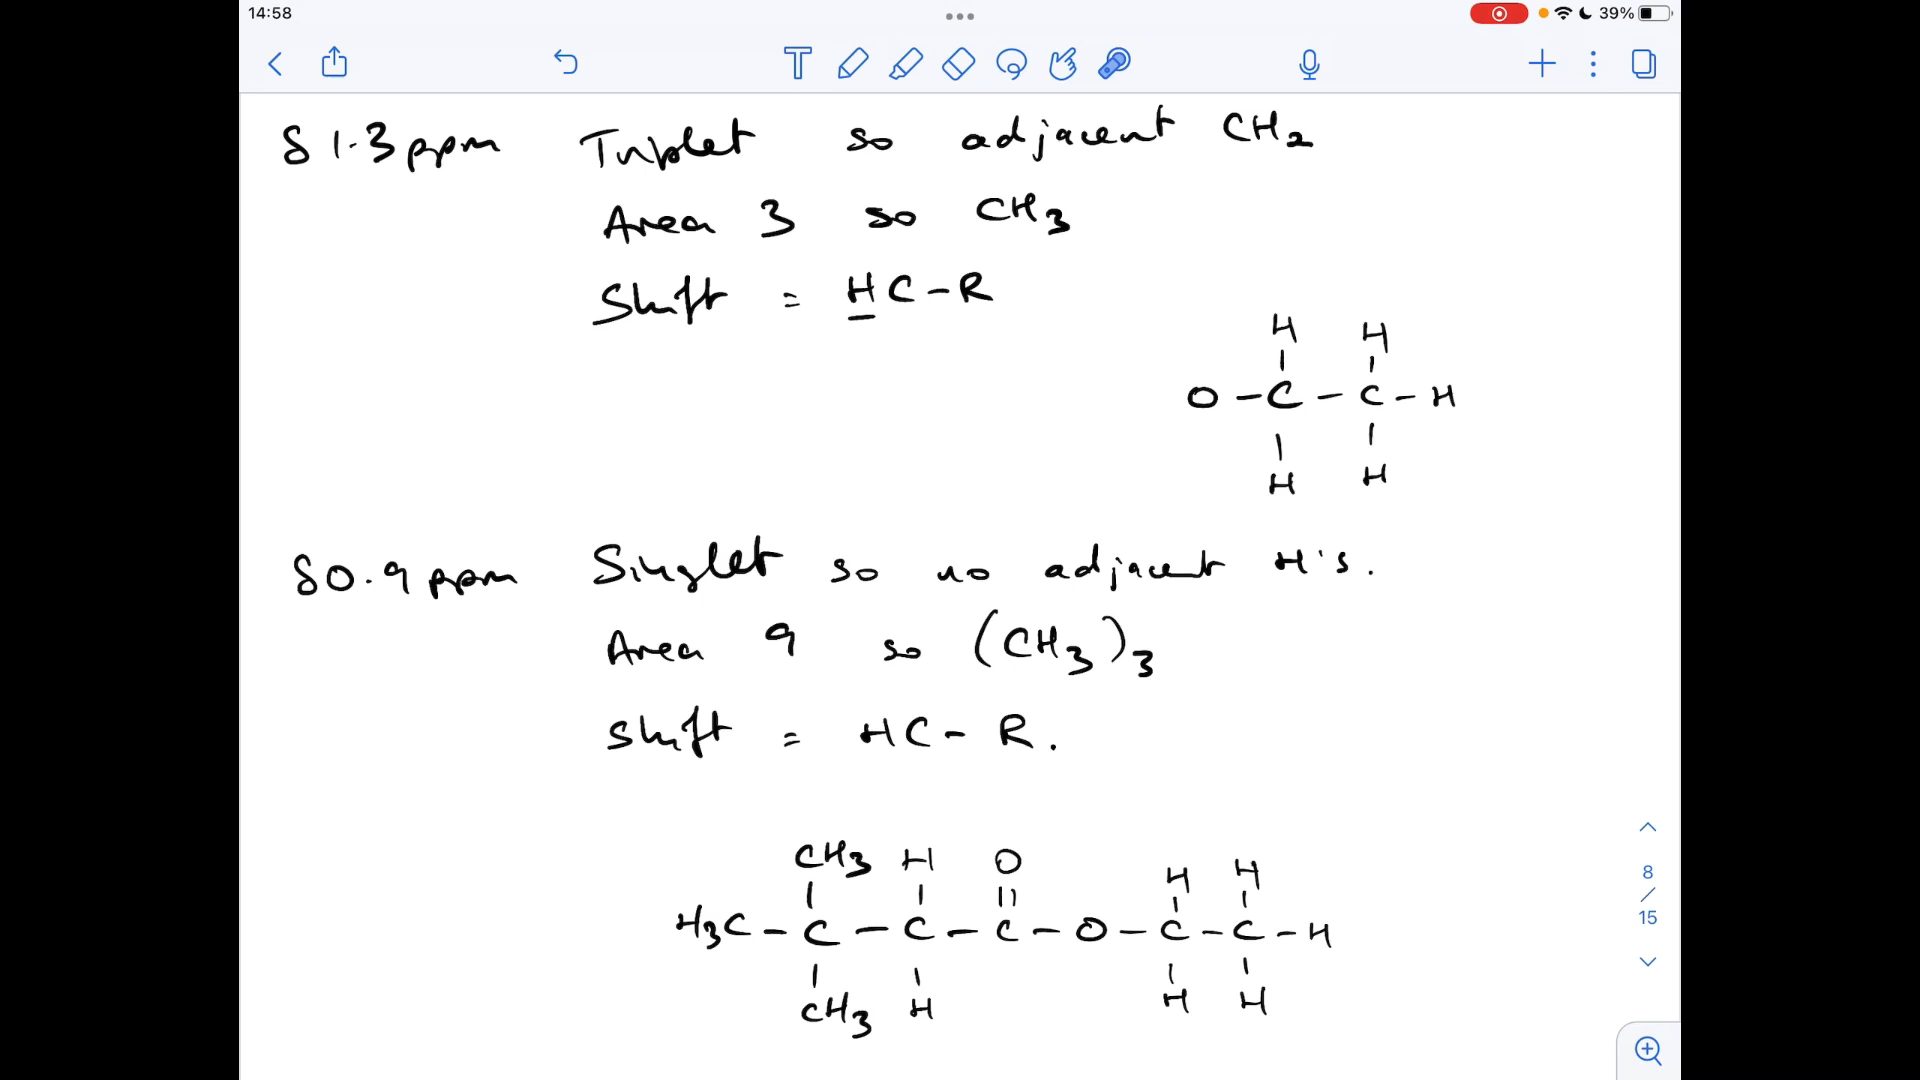 14:58
39%
δ 1.3 ppm Triplet so adjacent CH2
Area 3 so CH3
Shift = HC-R
H H
O - C - C - H
H H
δ 0.9 ppm Singlet so no adjacent H's.
Area 9 so (CH3)3
Shift = HC - R.
CH3 H O H H
H3C - C - C - C - O - C - C - H
CH3 H H H
8
/
15